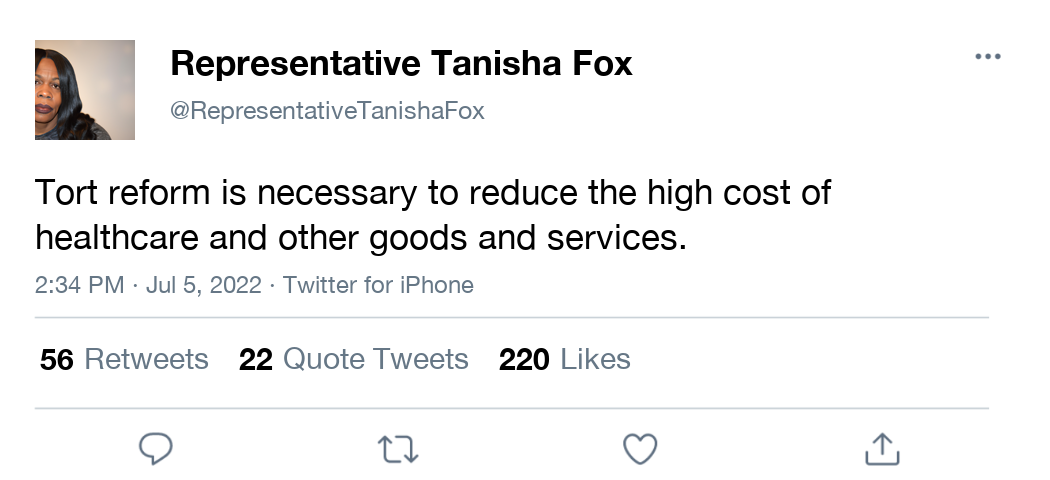 Representative Tanisha Fox
@RepresentativeTanishaFox
Tort reform is necessary to reduce the high cost of
healthcare and other goods and services.
2:34 PM · Jul 5, 2022 · Twitter for iPhone
56 Retweets 22 Quote Tweets 220 Likes